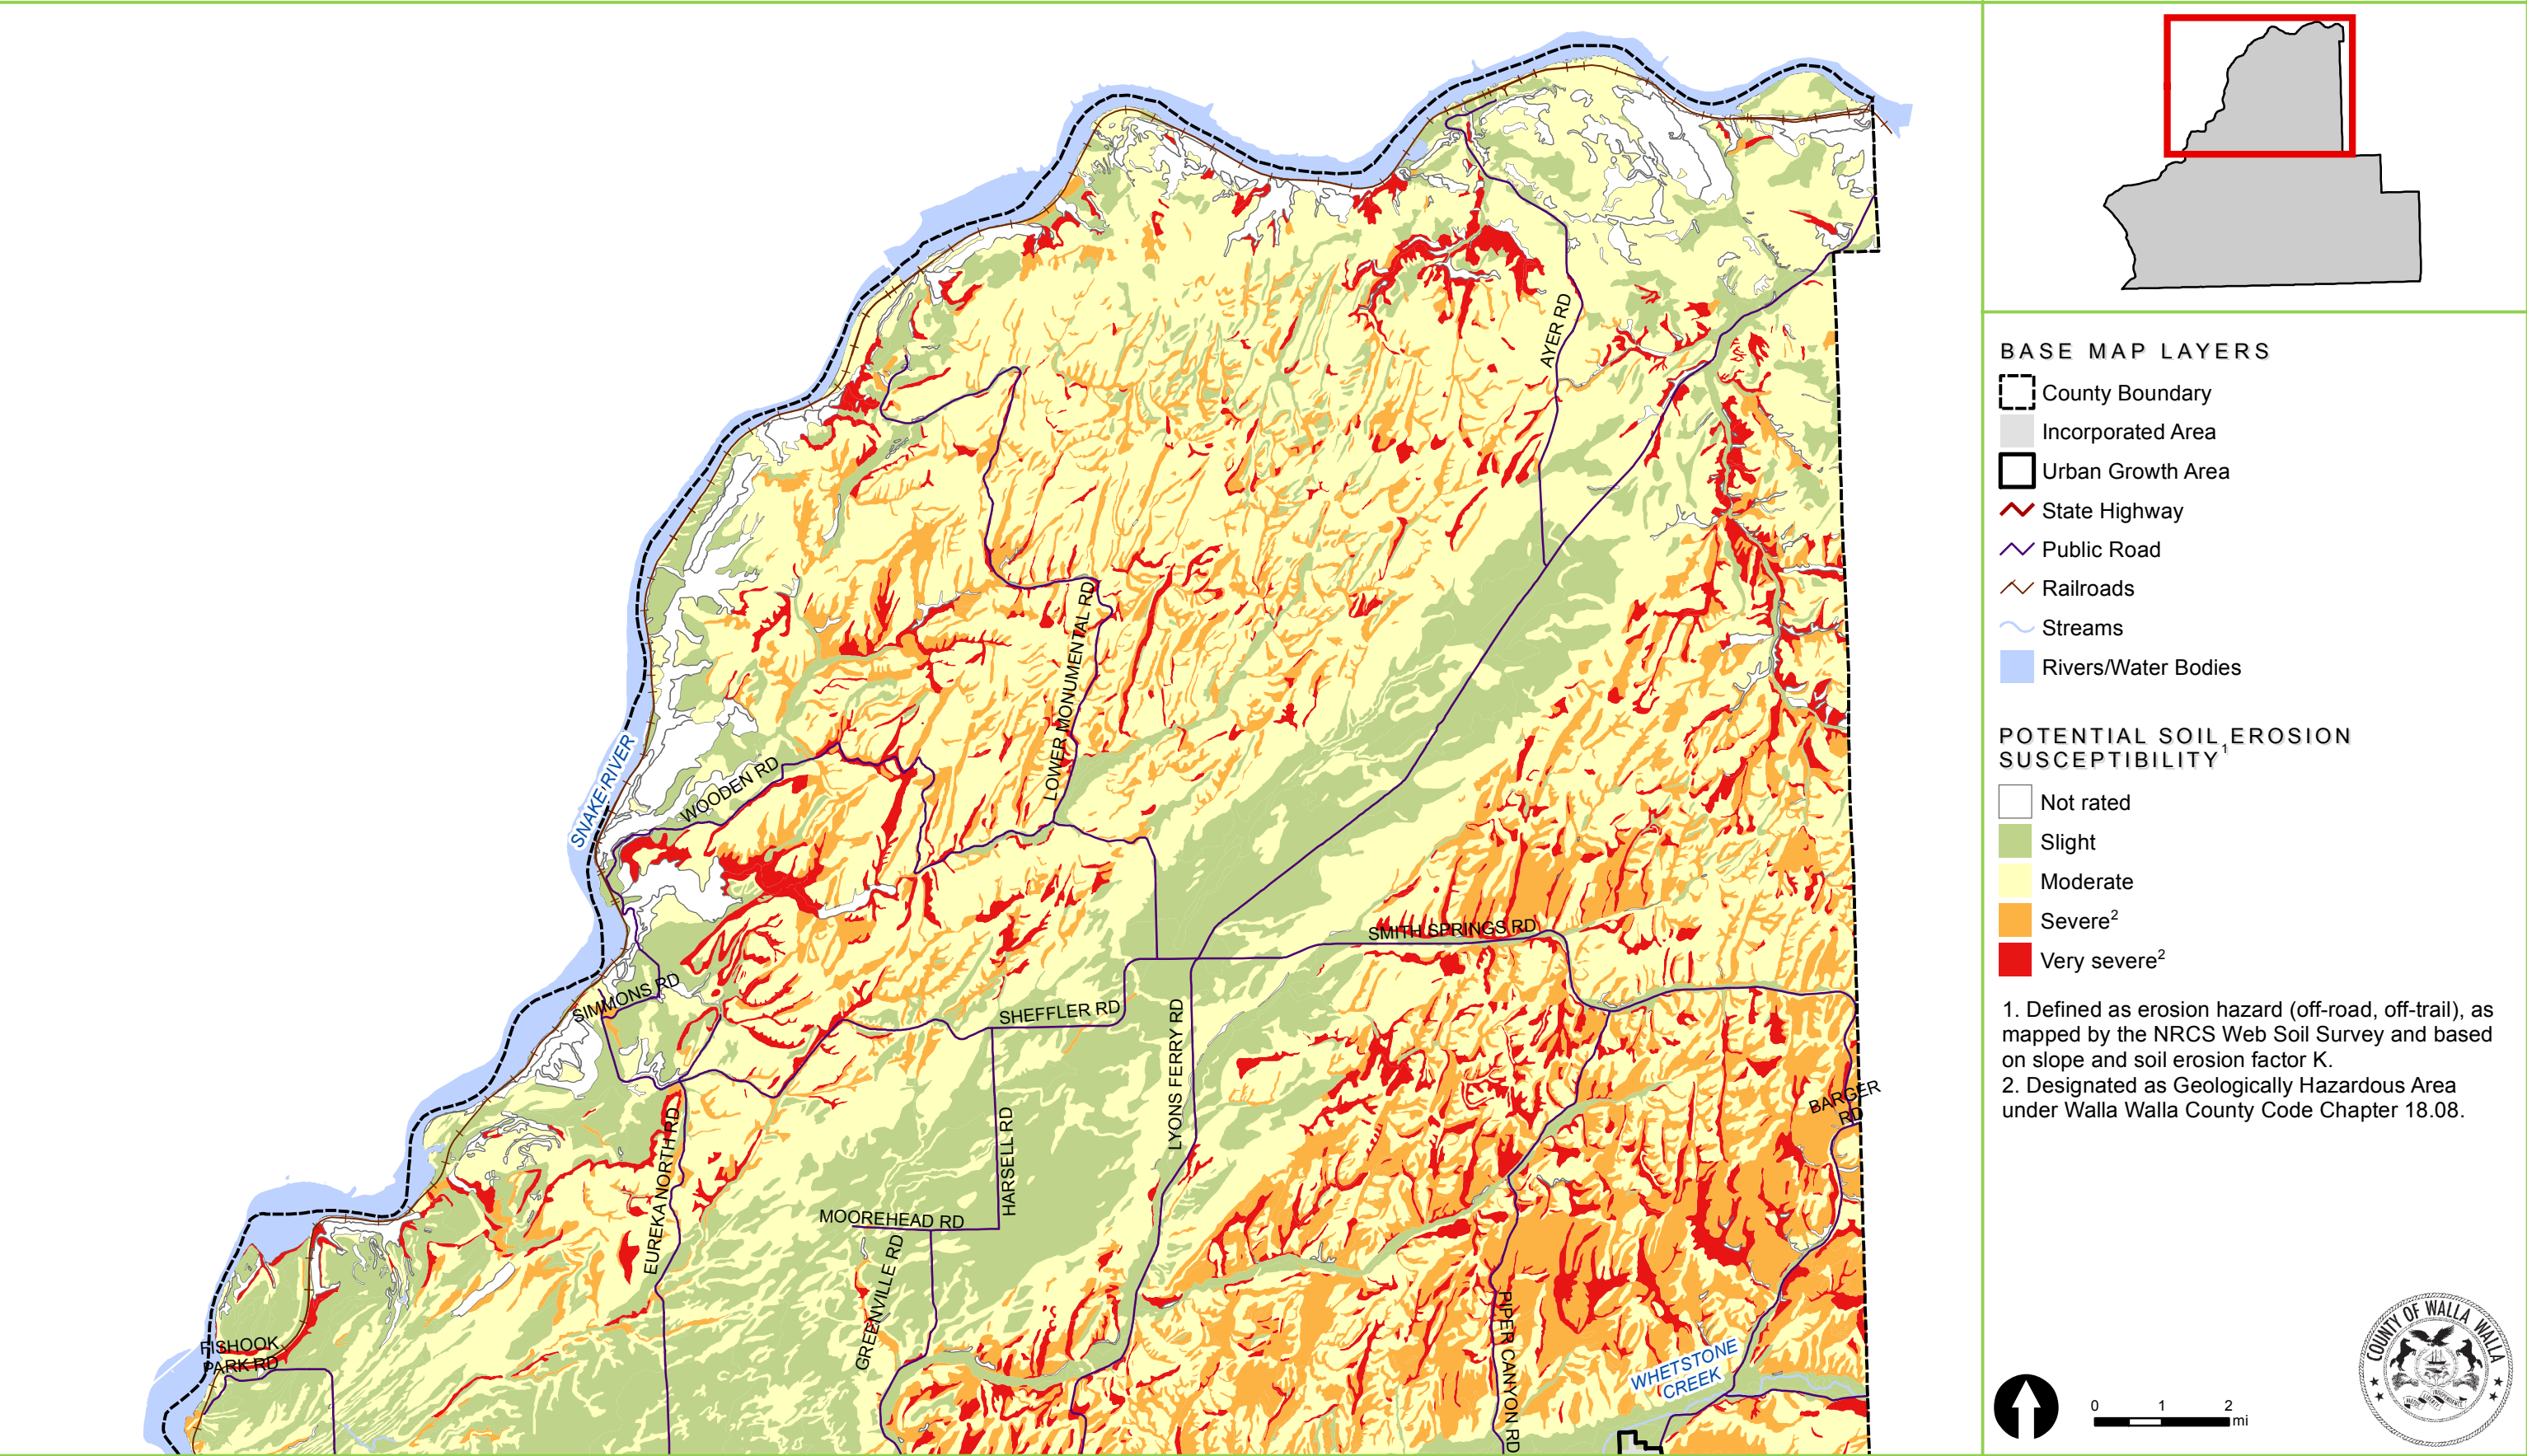 AYER RD
LOWER MONUMENTAL RD
SNAKE RIVER
WOODEN RD
SMITH SPRINGS RD
SIMMONS RD
SHEFFLER RD
LYONS FERRY RD
BARGER
RD
EUREKA NORTH RD
HARSELL RD
MOOREHEAD RD
GREENVILLE RD
FISHOOK
PARK RD
PIPER CANYON RD
WHETSTONE
CREEK
BASE MAP LAYERS
County Boundary
Incorporated Area
Urban Growth Area
State Highway
Public Road
Railroads
Streams
Rivers/Water Bodies
POTENTIAL SOIL EROSION
SUSCEPTIBILITY1
Not rated
Slight
Moderate
Severe2
Very severe2
1. Defined as erosion hazard (off-road, off-trail), as
mapped by the NRCS Web Soil Survey and based
on slope and soil erosion factor K.
2. Designated as Geologically Hazardous Area
under Walla Walla County Code Chapter 18.08.
0 1 2
mi
COUNTY OF WALLA WALLA